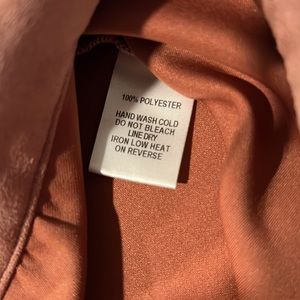 100% POLYESTER
HAND WASH COLD
DO NOT BLEACH
LINE DRY
IRON LOW HEAT
ON REVERSE